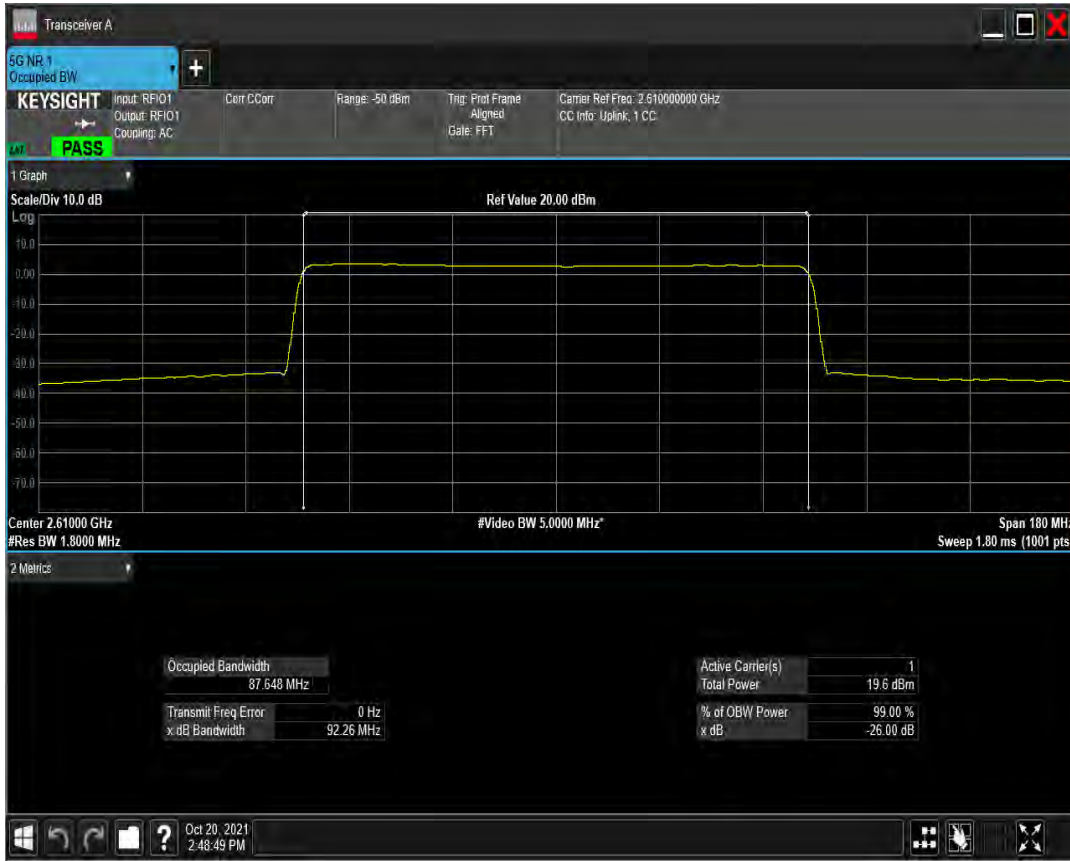 Transceiver A
5G NR 1
Occupied BW
+
KEYSIGHT
Input: RFIO1
Output: RFIO1
Coupling: AC
Corr CCorr
Range: -50 dBm
Trig: Prot Frame
Aligned
Gate: FFT
Carrier Ref Freq: 2.610000000 GHz
CC Info: Uplink, 1 CC
PASS
1 Graph
Scale/Div 10.0 dB
Ref Value 20.00 dBm
Log
10.0
0.00
-10.0
-20.0
-30.0
-40.0
-50.0
-60.0
-70.0
Center 2.61000 GHz
#Video BW 5.0000 MHz*
Span 180 MHz
#Res BW 1.8000 MHz
Sweep 1.80 ms (1001 pts
2 Metrics
Occupied Bandwidth
87.648 MHz
Transmit Freq Error 0 Hz
x dB Bandwidth 92.26 MHz
Active Carrier(s) 1
Total Power 19.6 dBm
% of OBW Power 99.00 %
x dB -26.00 dB
?
Oct 20, 2021
2:48:49 PM